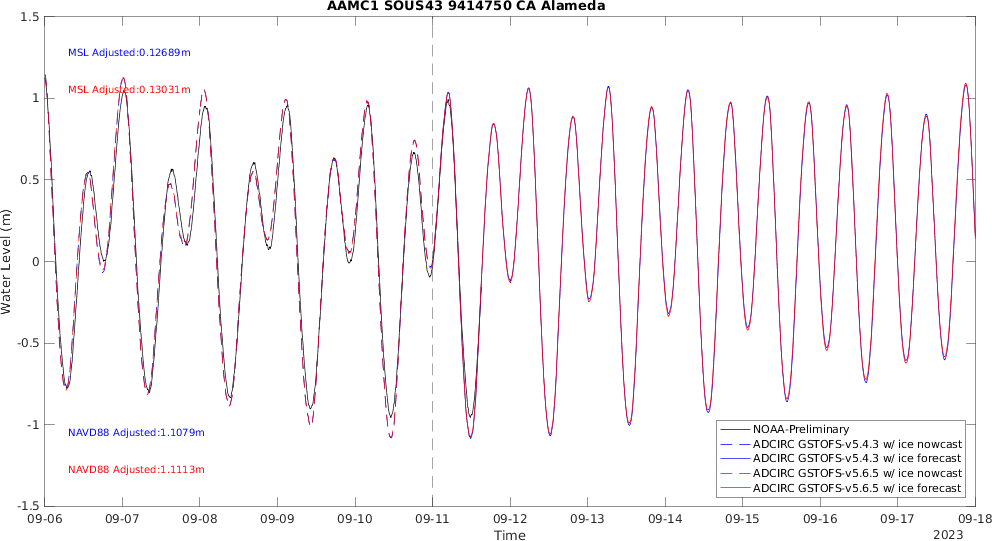 AAMC1 SOUS43 9414750 CA Alameda
1.5
1
0.5
0
-0.5
-1
-1.5
Water Level (m)
MSL Adjusted:0.12689m
MSL Adjusted:0.13031m
NAVD88 Adjusted:1.1079m
NAVD88 Adjusted:1.1113m
NOAA-Preliminary
ADCIRC GSTOFS-v5.4.3 w/ ice nowcast
ADCIRC GSTOFS-v5.4.3 w/ ice forecast
ADCIRC GSTOFS-v5.6.5 w/ ice nowcast
ADCIRC GSTOFS-v5.6.5 w/ ice forecast
09-06 09-07 09-08 09-09 09-10 09-11 09-12 09-13 09-14 09-15 09-16 09-17 09-18
Time
2023